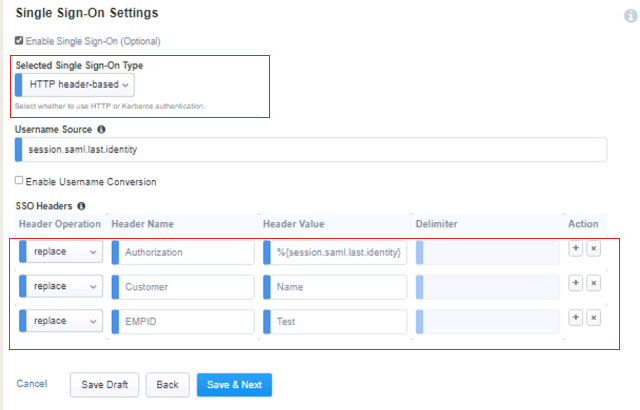 Single Sign-On Settings
Enable Single Sign-On (Optional)
Selected Single Sign-On Type
HTTP header-based
Select whether to use HTTP or Kerberos authentication.
Username Source
session.saml.last.identity
Enable Username Conversion
SSO Headers
Header Operation Header Name Header Value Delimiter Action
replace Authorization %{session.saml.last.identity} + ×
replace Customer Name + ×
replace EMPID Test + ×
Cancel Save Draft Back Save & Next